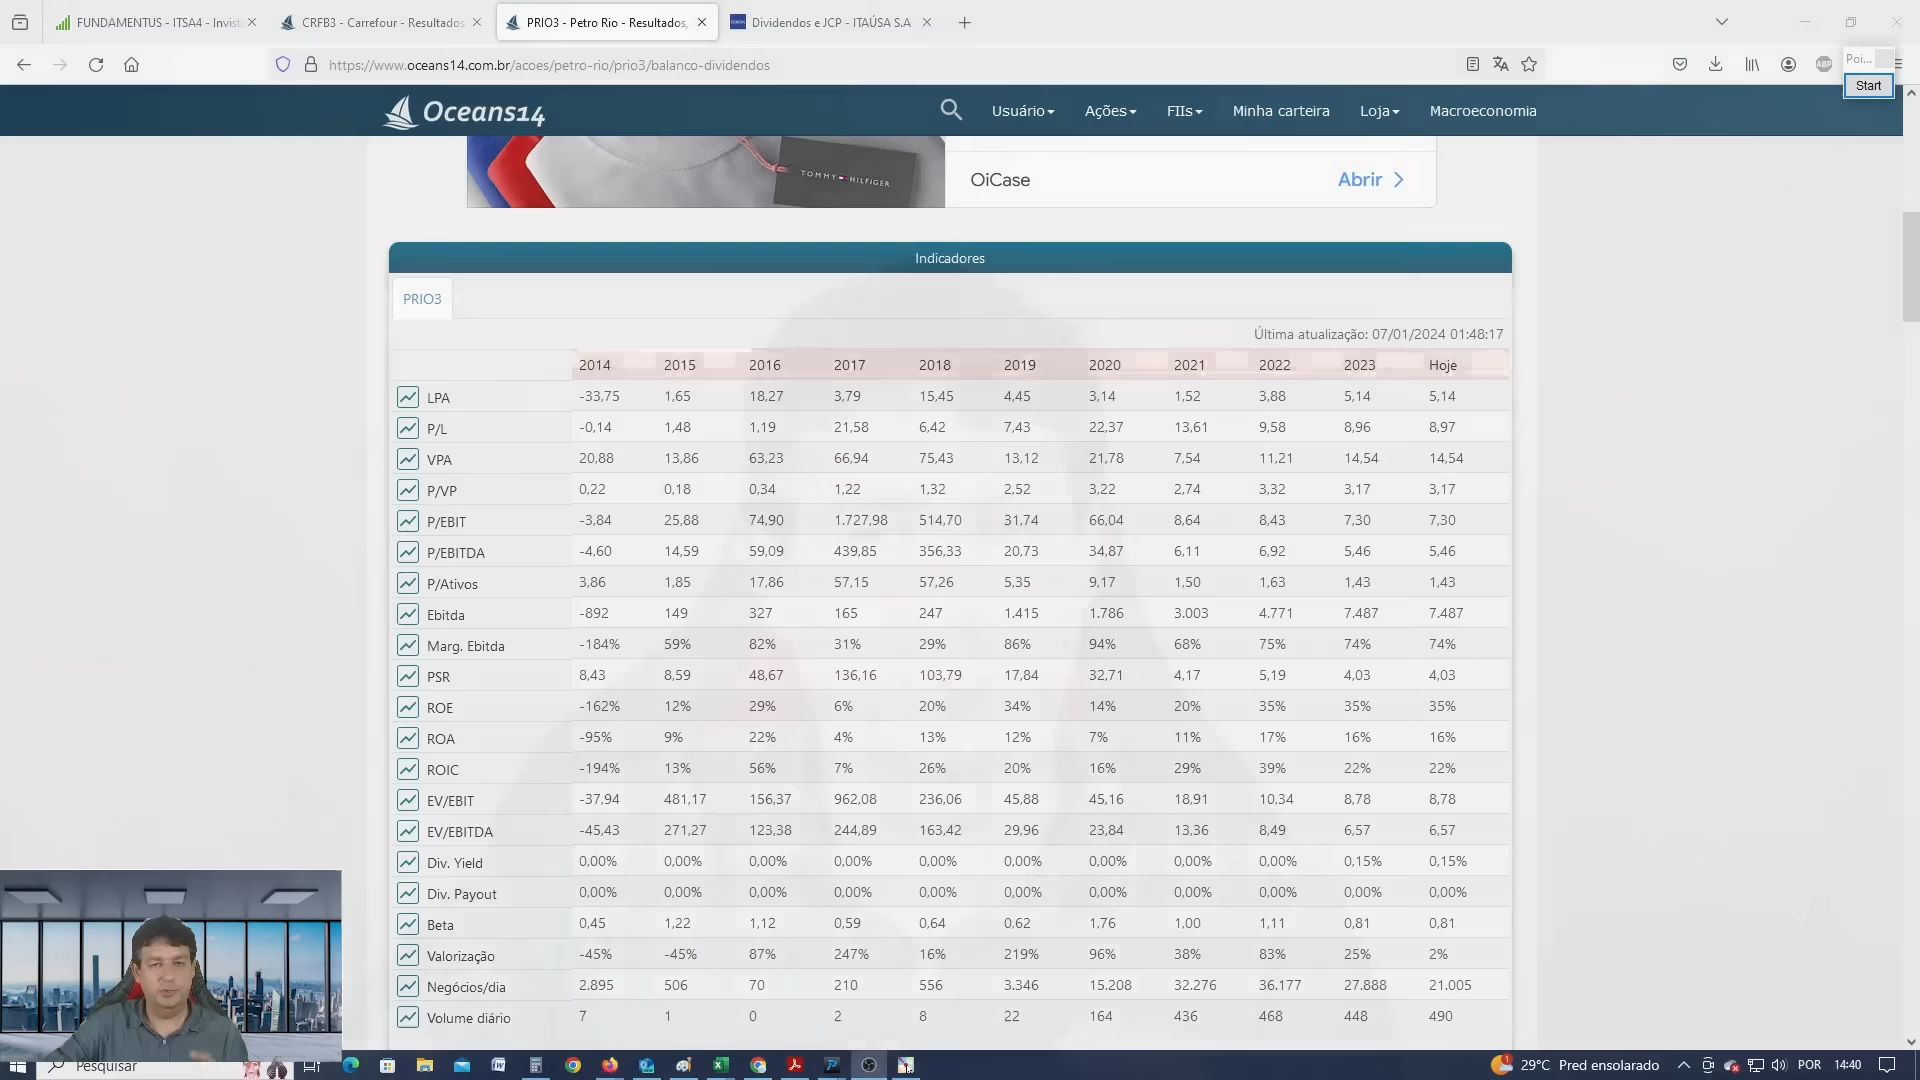 FUNDAMENTUS - ITSA4 - Invist
CRFB3 - Carrefour - Resultados
PRIO3 - Petro Rio - Resultados,
Dividendos e JCP - ITAÚSA S.A
https://www.oceans14.com.br/acoes/petro-rio/prio3/balanco-dividendos
ABP
Poi...
Start
Oceans14
Usuário
Ações
FIIs
Minha carteira
Loja
Macroeconomia
TOMMY HILFIGER
OiCase
Abrir
Indicadores
PRIO3
Última atualização: 07/01/2024 01:48:17
2014 2015 2016 2017 2018 2019 2020 2021 2022 2023 Hoje
LPA -33,75 1,65 18,27 3,79 15,45 4,45 3,14 1,52 3,88 5,14 5,14
P/L -0,14 1,48 1,19 21,58 6,42 7,43 22,37 13,61 9,58 8,96 8,97
VPA 20,88 13,86 63,23 66,94 75,43 13,12 21,78 7,54 11,21 14,54 14,54
P/VP 0,22 0,18 0,34 1,22 1,32 2,52 3,22 2,74 3,32 3,17 3,17
P/EBIT -3,84 25,88 74,90 1.727,98 514,70 31,74 66,04 8,64 8,43 7,30 7,30
P/EBITDA -4,60 14,59 59,09 439,85 356,33 20,73 34,87 6,11 6,92 5,46 5,46
P/Ativos 3,86 1,85 17,86 57,15 57,26 5,35 9,17 1,50 1,63 1,43 1,43
Ebitda -892 149 327 165 247 1.415 1.786 3.003 4.771 7.487 7.487
Marg. Ebitda -184% 59% 82% 31% 29% 86% 94% 68% 75% 74% 74%
PSR 8,43 8,59 48,67 136,16 103,79 17,84 32,71 4,17 5,19 4,03 4,03
ROE -162% 12% 29% 6% 20% 34% 14% 20% 35% 35% 35%
ROA -95% 9% 22% 4% 13% 12% 7% 11% 17% 16% 16%
ROIC -194% 13% 56% 7% 26% 20% 16% 29% 39% 22% 22%
EV/EBIT -37,94 481,17 156,37 962,08 236,06 45,88 45,16 18,91 10,34 8,78 8,78
EV/EBITDA -45,43 271,27 123,38 244,89 163,42 29,96 23,84 13,36 8,49 6,57 6,57
Div. Yield 0,00% 0,00% 0,00% 0,00% 0,00% 0,00% 0,00% 0,00% 0,00% 0,15% 0,15%
Div. Payout 0,00% 0,00% 0,00% 0,00% 0,00% 0,00% 0,00% 0,00% 0,00% 0,00% 0,00%
Beta 0,45 1,22 1,12 0,59 0,64 0,62 1,76 1,00 1,11 0,81 0,81
Valorização -45% -45% 87% 247% 16% 219% 96% 38% 83% 25% 2%
Negócios/dia 2.895 506 70 210 556 3.346 15.208 32.276 36.177 27.888 21.005
Volume diário 7 1 0 2 8 22 164 436 468 448 490
Pesquisar
29°C Pred ensolarado
POR
14:40